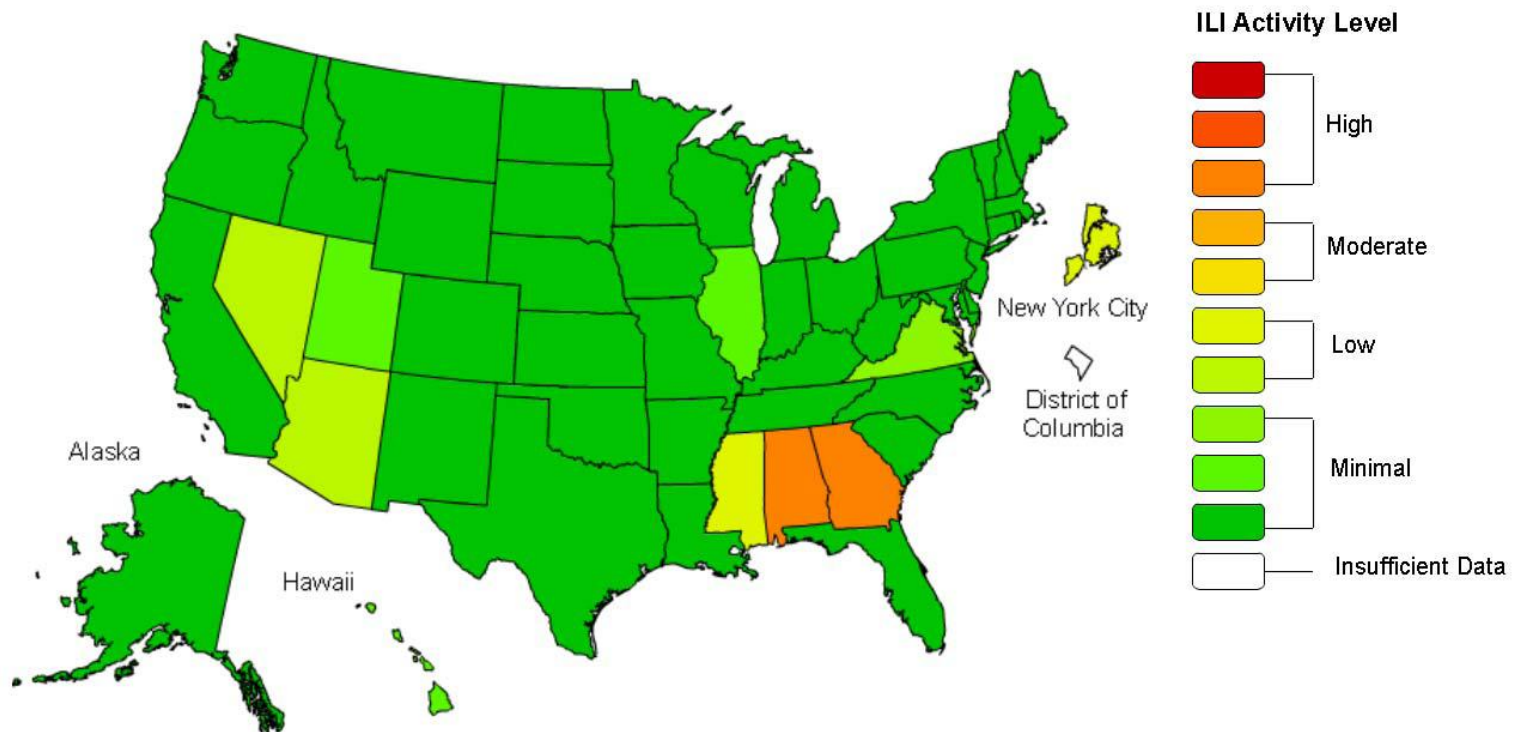 ILI Activity Level
High
Moderate
New York City
Low
District of
Columbia
Alaska
Minimal
Hawaii
Insufficient Data